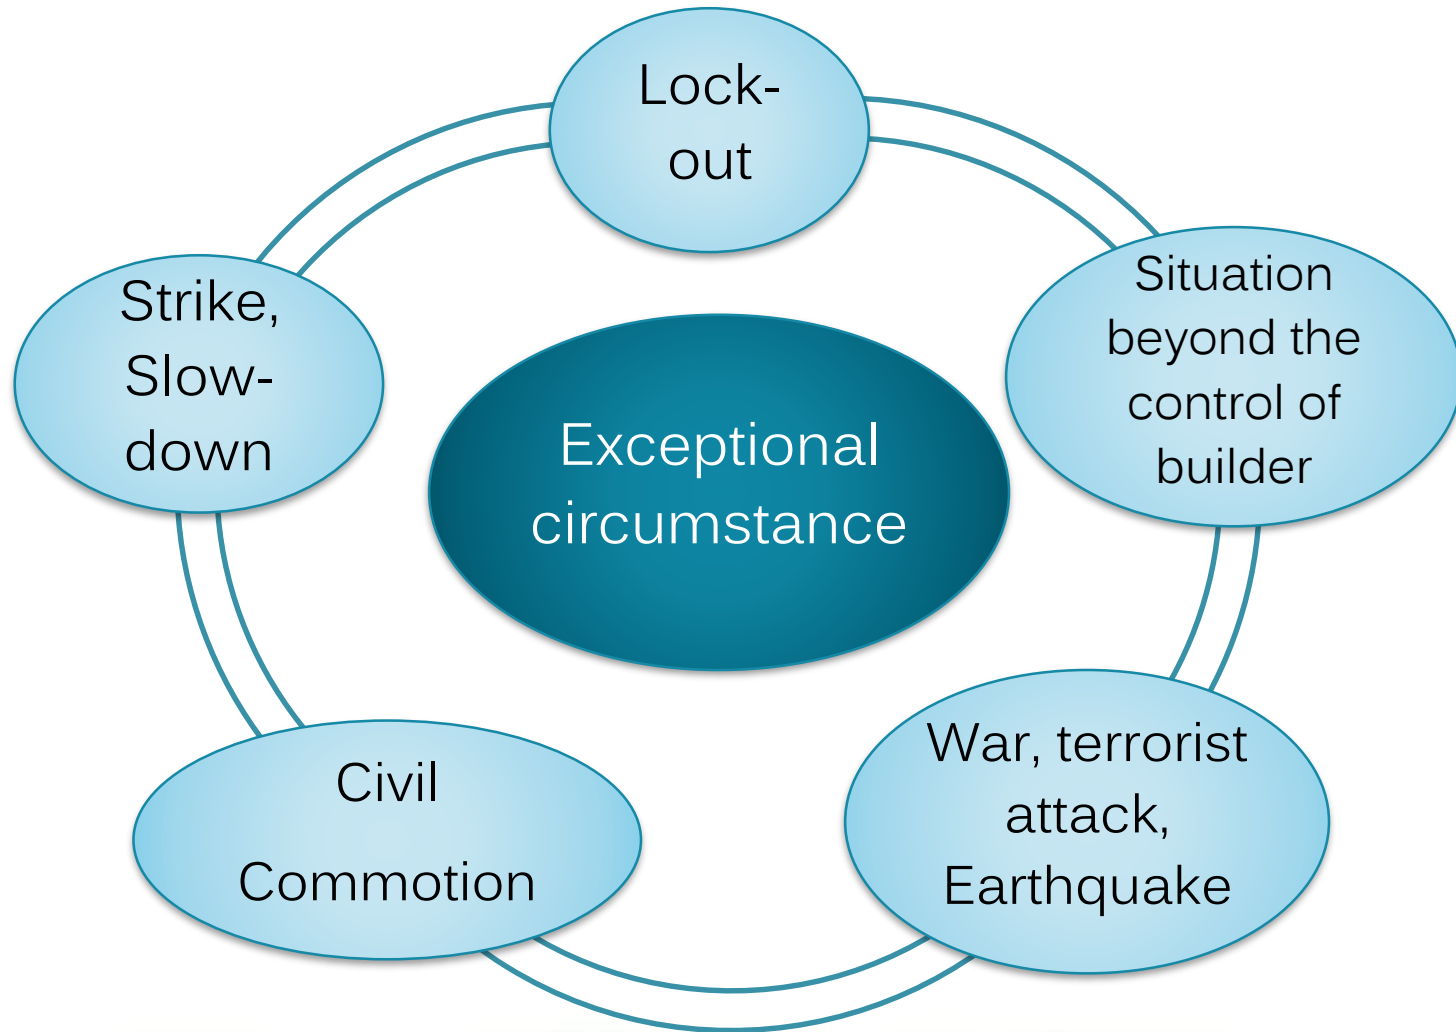 Lock-
out
Situation
beyond the
control of
builder
War, terrorist
attack,
Earthquake
Civil
Commotion
Strike,
Slow-
down
Exceptional
circumstance